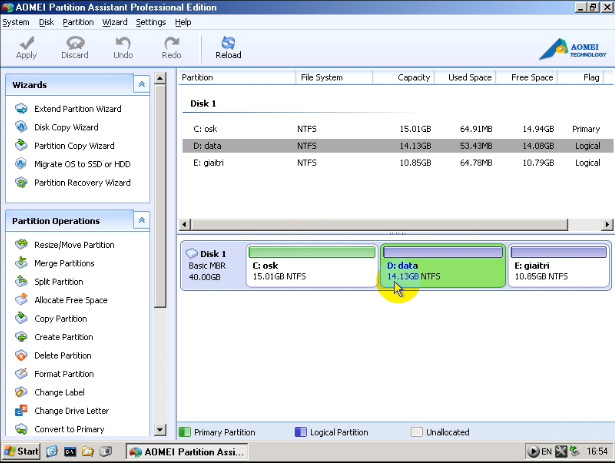 AOMEI Partition Assistant Professional Edition
System Disk Partition Wizard Settings Help
Apply Discard Undo Redo Reload
AOMEI
TECHNOLOGY
Wizards
Extend Partition Wizard
Disk Copy Wizard
Partition Copy Wizard
Migrate OS to SSD or HDD
Partition Recovery Wizard
Partition Operations
Resize/Move Partition
Merge Partitions
Split Partition
Allocate Free Space
Copy Partition
Create Partition
Delete Partition
Format Partition
Change Label
Change Drive Letter
Convert to Primary
Partition File System Capacity Used Space Free Space Flag
Disk 1
C: osk NTFS 15.01GB 64.91MB 14.94GB Primary
D: data NTFS 14.13GB 53.43MB 14.08GB Logical
E: giaitri NTFS 10.85GB 64.78MB 10.79GB Logical
Disk 1
Basic MBR
40.00GB
C: osk
15.01GB NTFS
D: data
14.13GB NTFS
E: giaitri
10.85GB NTFS
Primary Partition Logical Partition Unallocated
Start AOMEI Partition Assi... EN 16:54